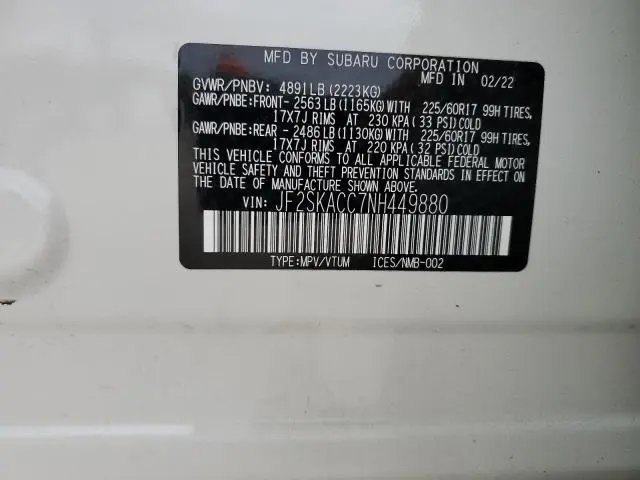 MFD BY SUBARU CORPORATION
MFD IN 02/22
GVWR/PNBV: 4891LB(2223KG)
GAWR/PNBE:FRONT- 2563LB(1165KG)WITH 225/60R17 99H TIRES,
17X7J RIMS AT 230 KPA(33 PSI)COLD
GAWR/PNBE:REAR - 2486LB(1130KG)WITH 225/60R17 99H TIRES,
17X7J RIMS AT 220 KPA(32 PSI)COLD
THIS VEHICLE CONFORMS TO ALL APPLICABLE FEDERAL MOTOR
VEHICLE SAFETY AND THEFT PREVENTION STANDARDS IN EFFECT ON
THE DATE OF MANUFACTURE SHOWN ABOVE.
VIN: JF2SKACC7NH449880
TYPE:MPV/VTUM ICES/NMB-002